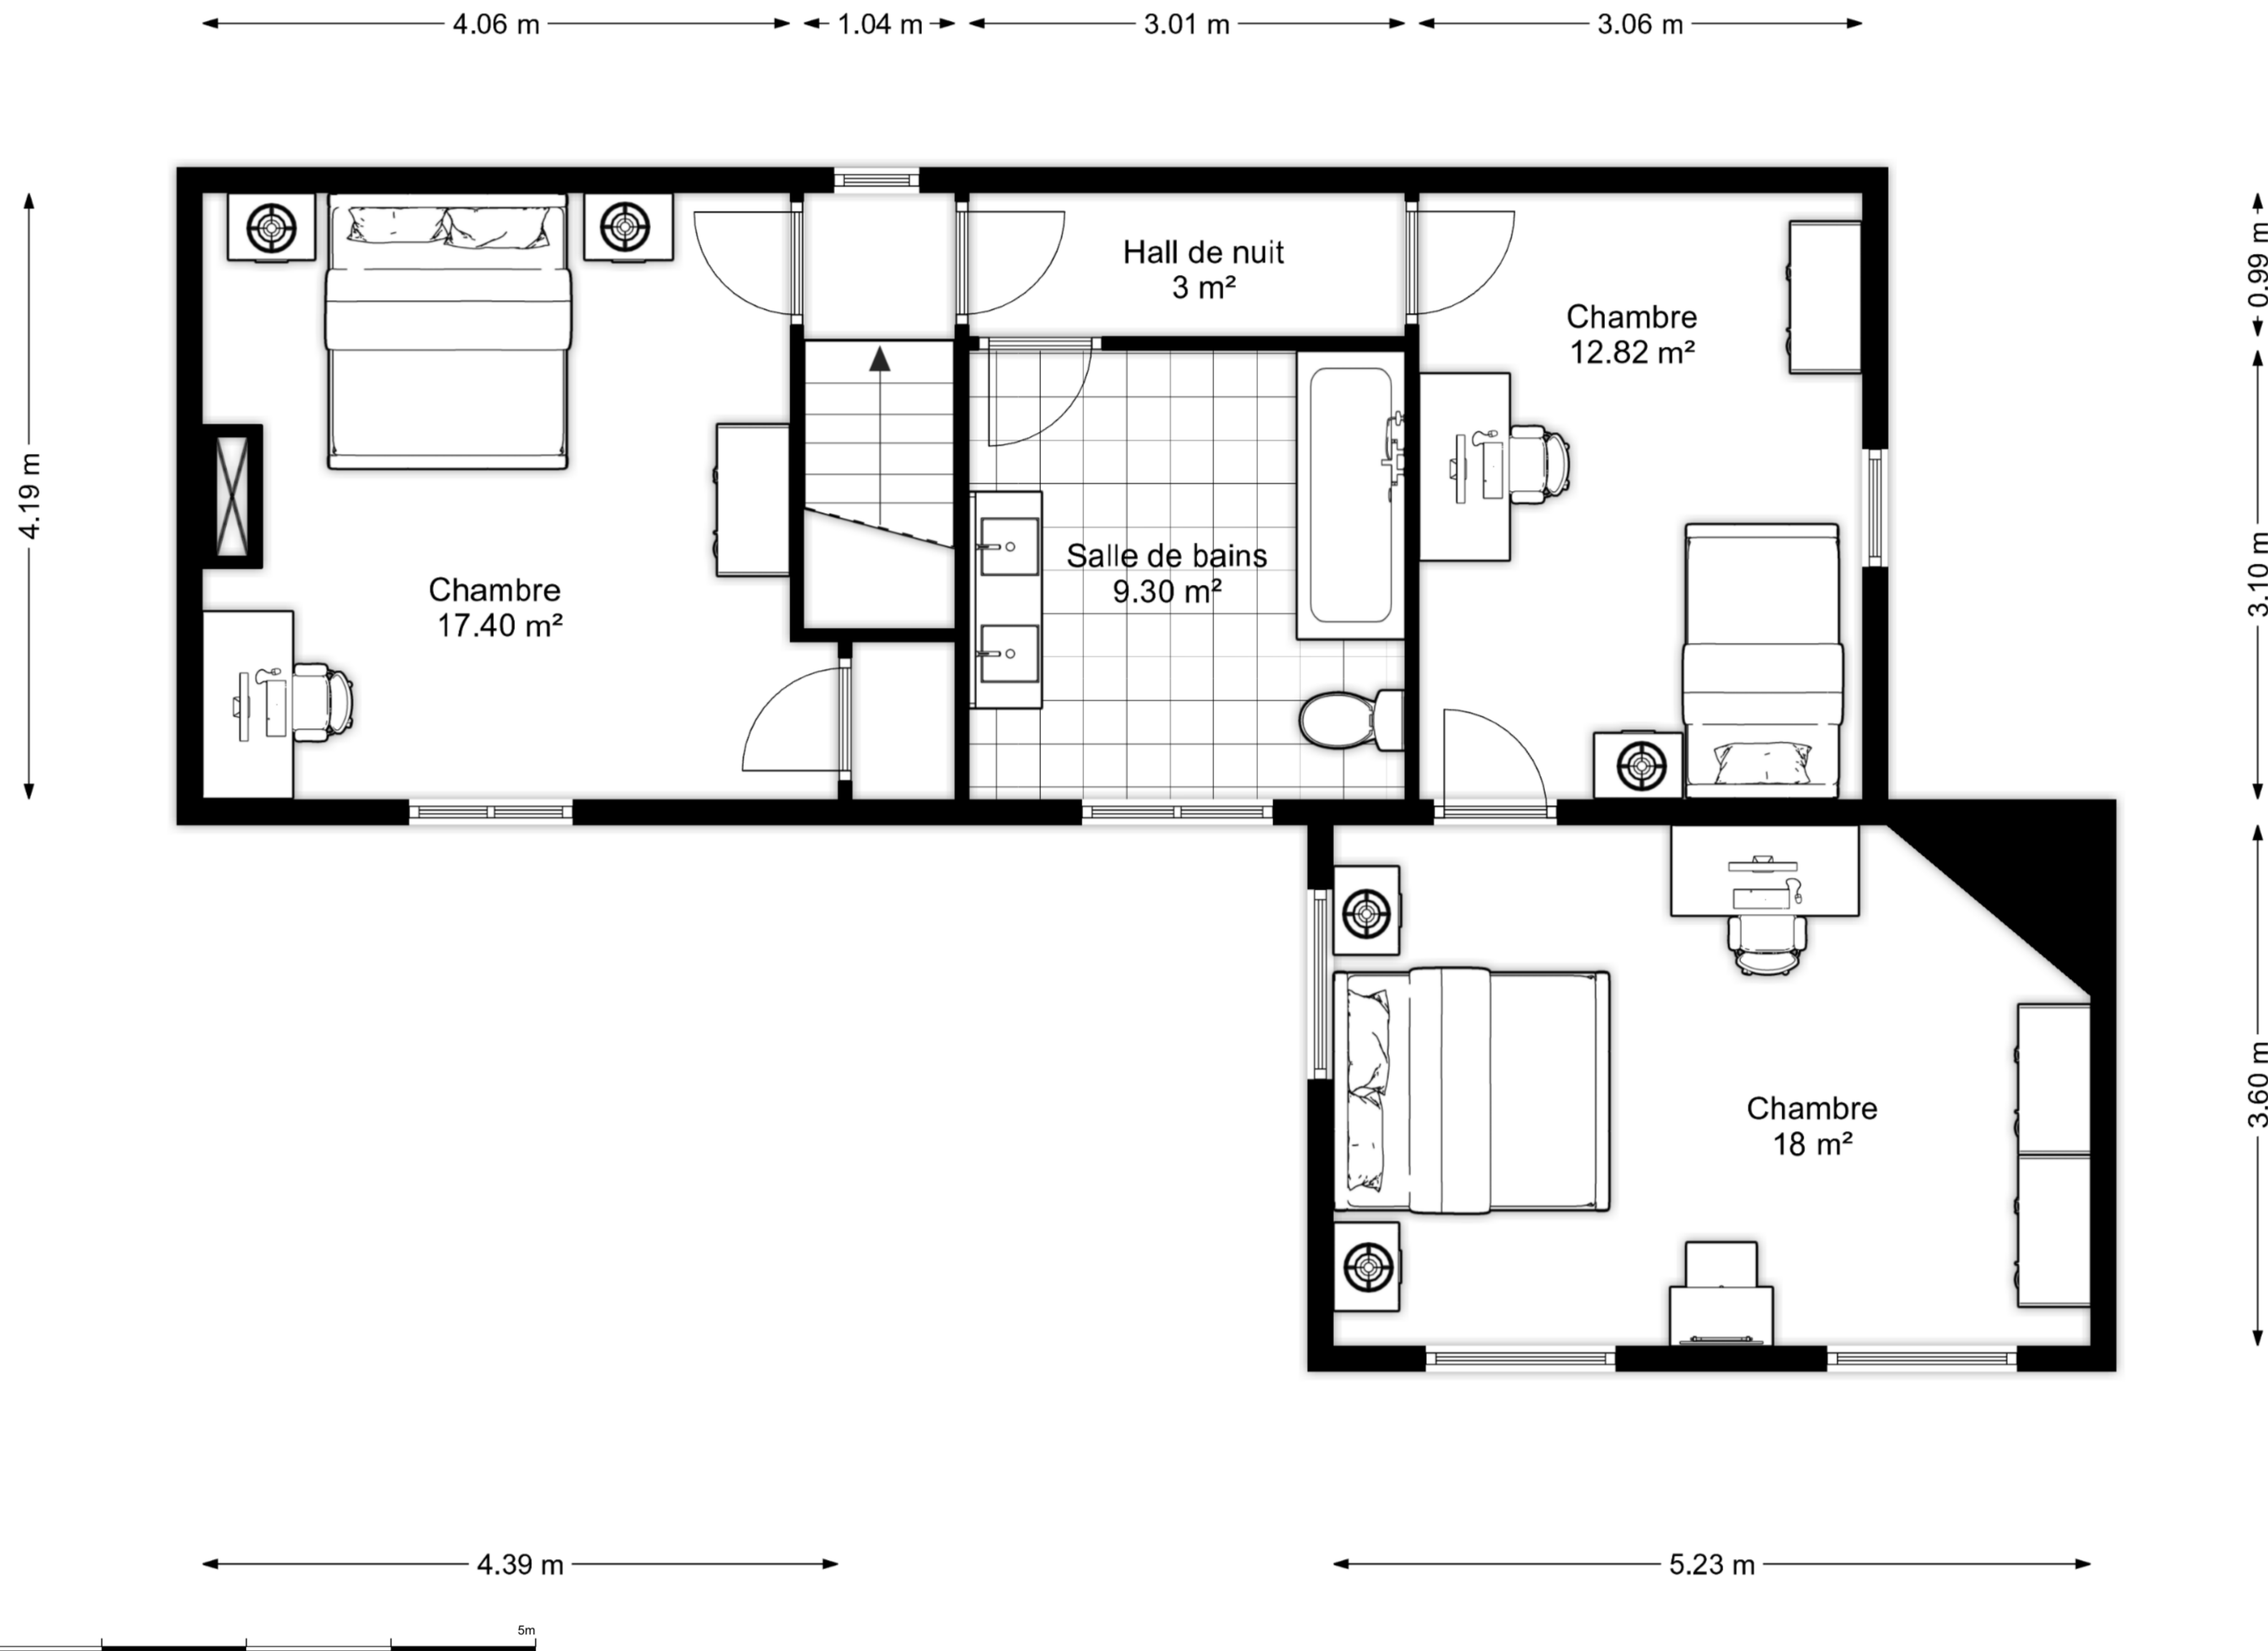 4.06 m
1.04 m
3.01 m
3.06 m
4.19 m
0.99 m
Hall de nuit
3 m²
Chambre
12.82 m²
3.10 m
Salle de bains
9.30 m²
Chambre
17.40 m²
3.60 m
Chambre
18 m²
4.39 m
5.23 m
5m